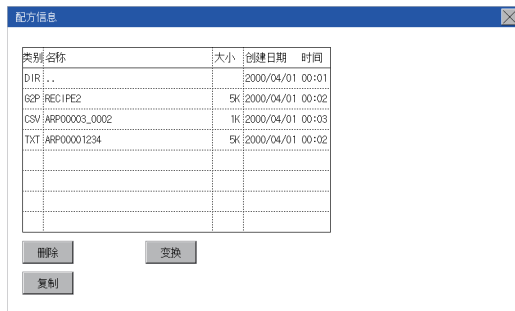 配方信息
类别 名称 大小 创建日期 时间
DIR .. 2000/04/01 00:01
G2P RECIPE2 5K 2000/04/01 00:02
CSV ARP00003_0002 1K 2000/04/01 00:03
TXT ARP00001234 5K 2000/04/01 00:02
删除 变换
复制